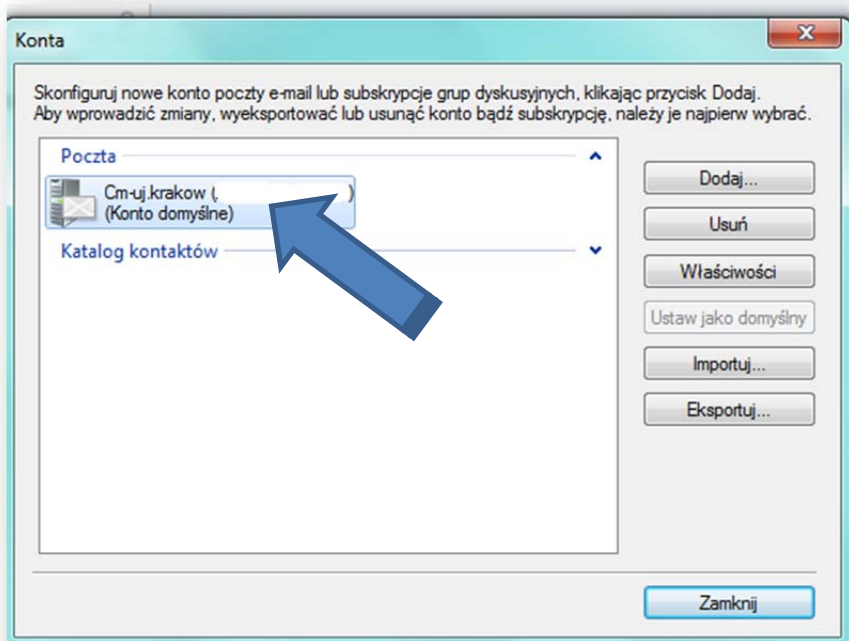 Konta
Skonfiguruj nowe konto poczty e-mail lub subskrypcje grup dyskusyjnych, klikając przycisk Dodaj.
Aby wprowadzić zmiany, wyeksportować lub usunąć konto bądź subskrypcję, należy je najpierw wybrać.
Poczta
Cm-uj.krakow ( )
(Konto domyślne)
Katalog kontaktów
Dodaj...
Usuń
Właściwości
Ustaw jako domyślny
Importuj...
Eksportuj...
Zamknij